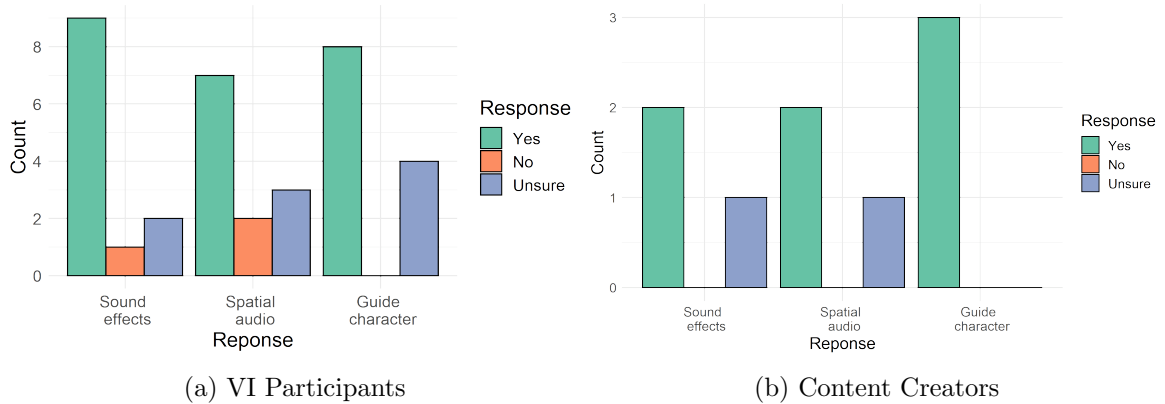 8
6
4
2
0
Count
Sound
effects
Spatial
audio
Guide
character
Reponse
Response
Yes
No
Unsure
(a) VI Participants
3
2
1
0
Count
Sound
effects
Spatial
audio
Guide
character
Reponse
Response
Yes
No
Unsure
(b) Content Creators